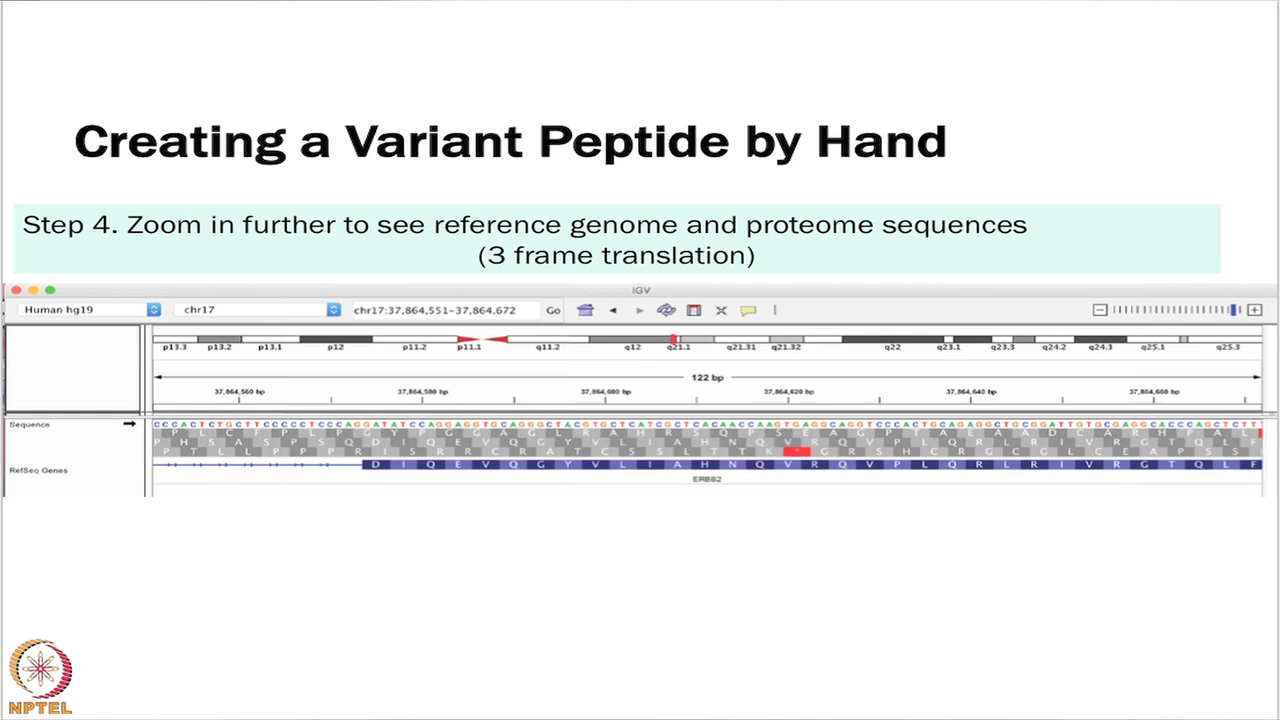 Creating a Variant Peptide by Hand
Step 4. Zoom in further to see reference genome and proteome sequences
(3 frame translation)
IGV
Human hg19 chr17 chr17:37,864,551-37,864,672 Go
p13.3 p13.2 p13.1 p12 p11.2 p11.1 q11.2 q12 q21.1 q21.31 q21.32 q22 q23.1 q23.3 q24.2 q24.3 q25.1 q25.3
122 bp
37,864,560 bp 37,864,580 bp 37,864,600 bp 37,864,620 bp 37,864,640 bp 37,864,660 bp
Sequence
RefSeq Genes
D I Q E V Q G Y V L I A H N Q V R Q V P L Q R L R I V R G T Q L F
ERBB2
NPTEL